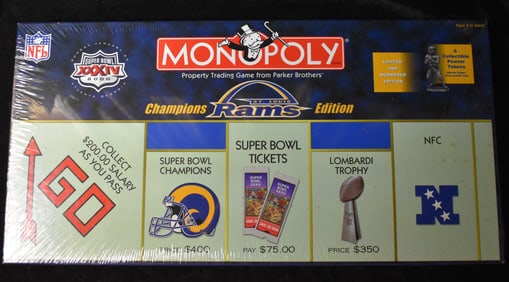 NFL
SUPER BOWL
XXXIV
2000
MONOPOLY
Property Trading Game from Parker Brothers
LIMITED
AND
NUMBERED
EDITION
6
Collectible
Pewter
Tokens
Champions
ST. LOUIS
Rams
Edition
COLLECT
$200.00 SALARY
AS YOU PASS
GO
SUPER BOWL
CHAMPIONS
PRICE $400
SUPER BOWL
TICKETS
PAY $75.00
LOMBARDI
TROPHY
PRICE $350
NFC
N